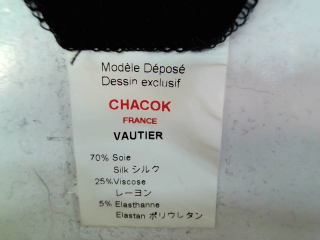 Modèle Déposé
Dessin exclusif
CHACOK
FRANCE
VAUTIER
70% Soie
Silk シルク
25%Viscose
レーヨン
5% Elasthanne
Elastan ポリウレタン